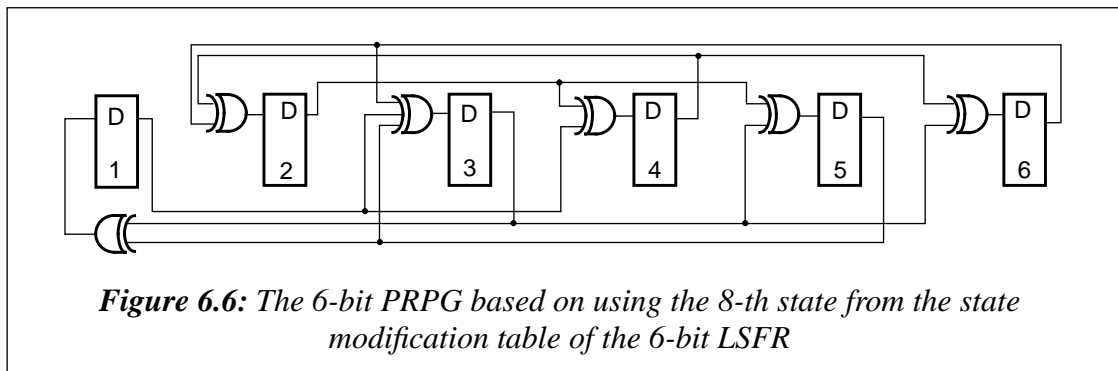 D
1
D
2
D
3
D
4
D
5
D
6
Figure 6.6: The 6-bit PRPG based on using the 8-th state from the state
modification table of the 6-bit LSFR